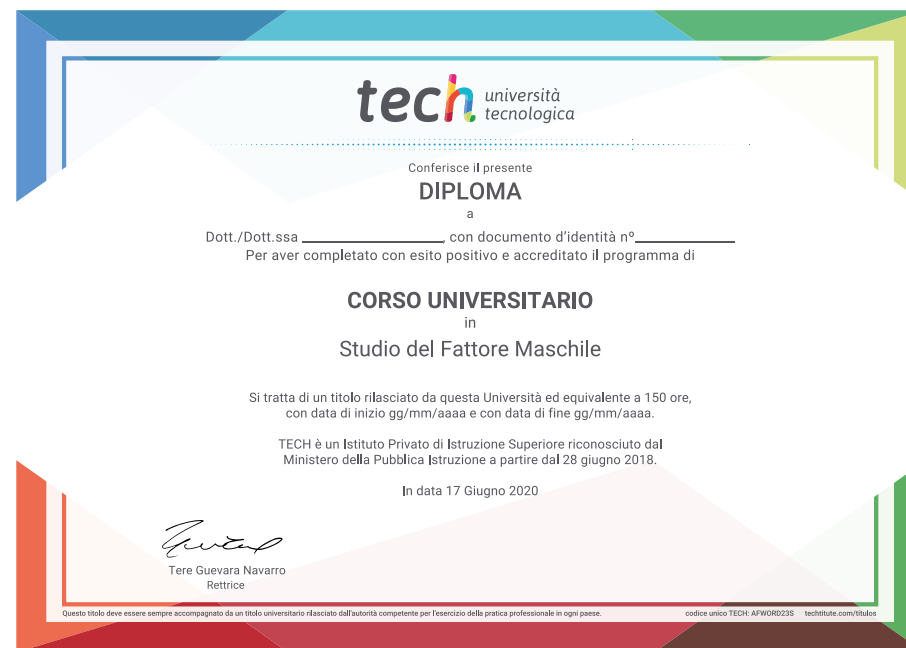 tech università
tecnologica
Conferisce il presente
DIPLOMA
a
Dott./Dott.ssa ____________________, con documento d'identità nº______________
Per aver completato con esito positivo e accreditato il programma di
CORSO UNIVERSITARIO
in
Studio del Fattore Maschile
Si tratta di un titolo rilasciato da questa Università ed equivalente a 150 ore,
con data di inizio gg/mm/aaaa e con data di fine gg/mm/aaaa.
TECH è un Istituto Privato di Istruzione Superiore riconosciuto dal
Ministero della Pubblica Istruzione a partire dal 28 giugno 2018.
In data 17 Giugno 2020
Tere Guevara Navarro
Rettrice
Questo titolo deve essere sempre accompagnato da un titolo universitario rilasciato dall'autorità competente per l'esercizio della pratica professionale in ogni paese. codice unico TECH: AFWORD23S techtitute.com/titulos